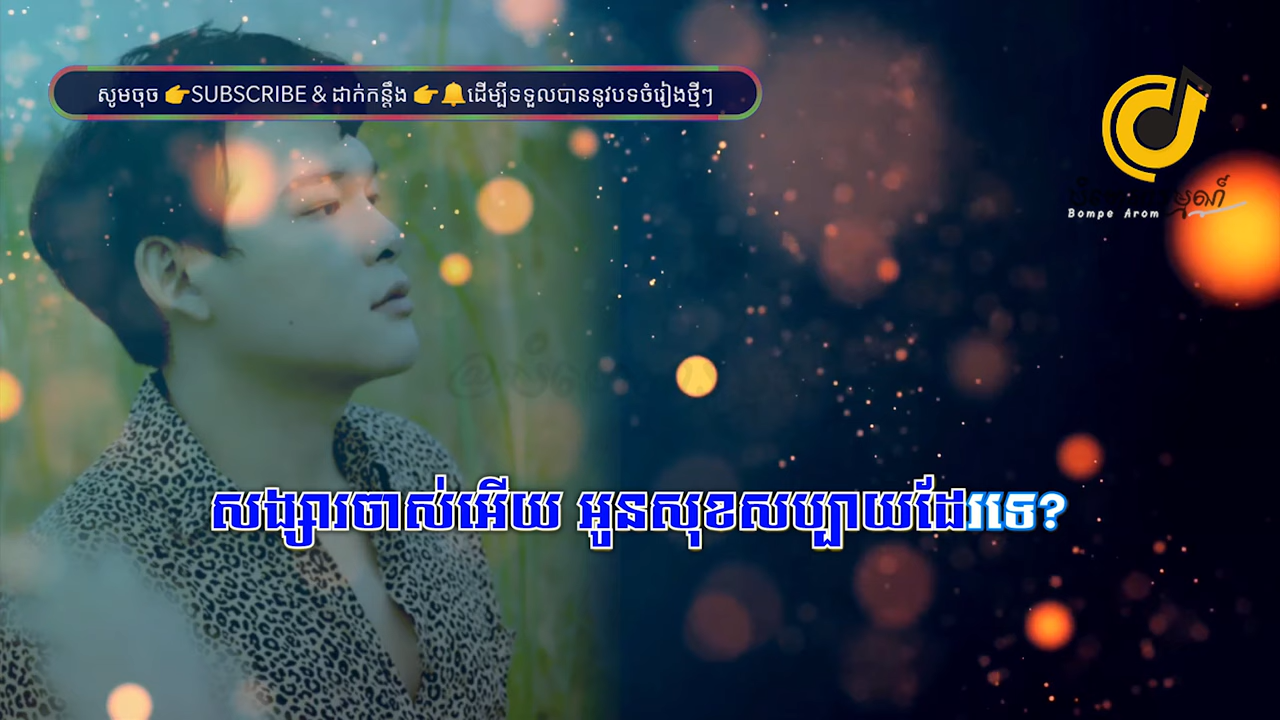 សូមចុច 👉SUBSCRIBE & ដាក់កន្តឹង 👉🔔ដើម្បីទទួលបាននូវបទចំរៀងថ្មីៗ
Bompe Arom
សង្សារចាស់អើយ អូនសុខសប្បាយដែរទេ?